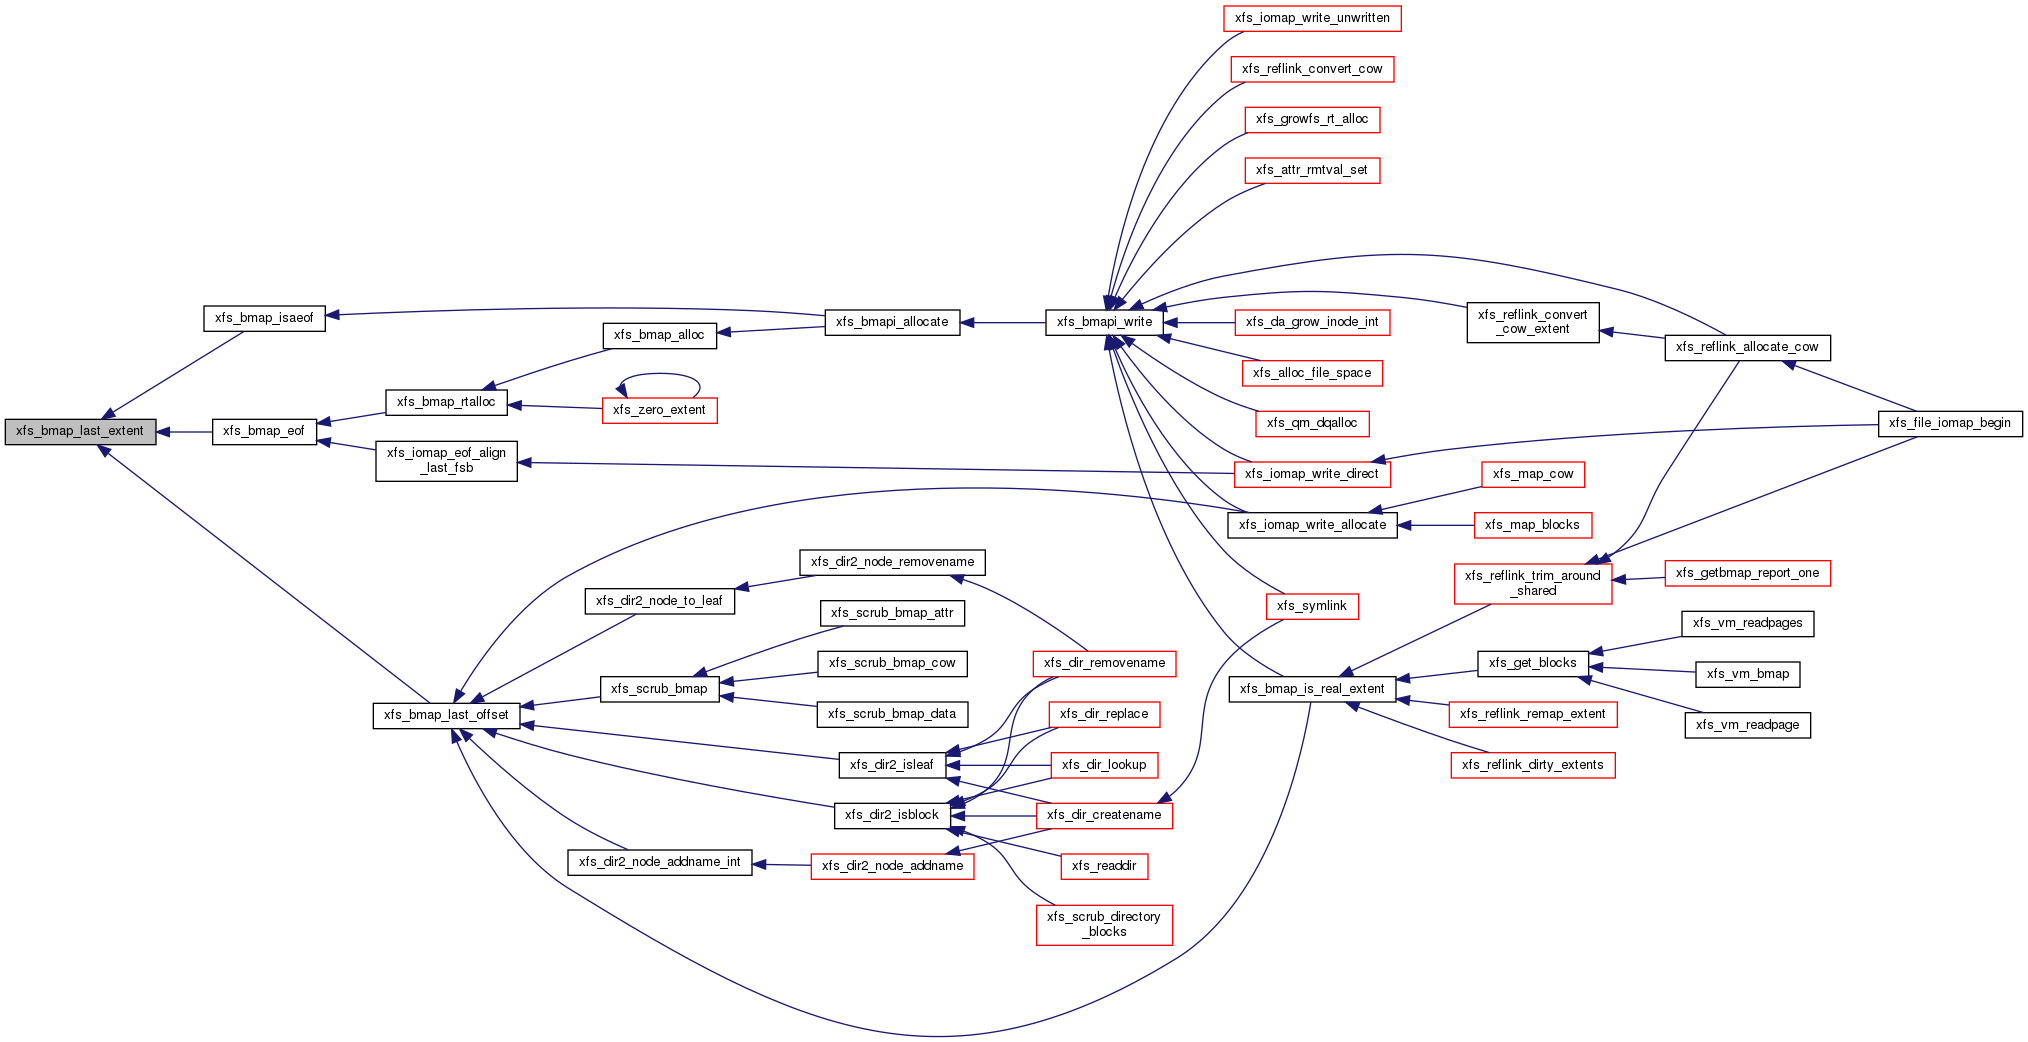 xfs_iomap_write_unwritten
xfs_reflink_convert_cow
xfs_growfs_rt_alloc
xfs_attr_rmtval_set
xfs_bmap_isaeof
xfs_bmap_alloc
xfs_bmapi_allocate
xfs_bmapi_write
xfs_reflink_convert
_cow_extent
xfs_da_grow_inode_int
xfs_reflink_allocate_cow
xfs_alloc_file_space
xfs_bmap_rtalloc
xfs_zero_extent
xfs_qm_dqalloc
xfs_file_iomap_begin
xfs_bmap_last_extent
xfs_bmap_eof
xfs_iomap_eof_align
_last_fsb
xfs_iomap_write_direct
xfs_map_cow
xfs_iomap_write_allocate
xfs_map_blocks
xfs_dir2_node_removename
xfs_reflink_trim_around
_shared
xfs_getbmap_report_one
xfs_dir2_node_to_leaf
xfs_scrub_bmap_attr
xfs_symlink
xfs_vm_readpages
xfs_scrub_bmap_cow
xfs_dir_removename
xfs_get_blocks
xfs_vm_bmap
xfs_scrub_bmap
xfs_bmap_is_real_extent
xfs_bmap_last_offset
xfs_scrub_bmap_data
xfs_dir_replace
xfs_reflink_remap_extent
xfs_vm_readpage
xfs_dir2_isleaf
xfs_dir_lookup
xfs_reflink_dirty_extents
xfs_dir2_isblock
xfs_dir_createname
xfs_dir2_node_addname_int
xfs_dir2_node_addname
xfs_readdir
xfs_scrub_directory
_blocks